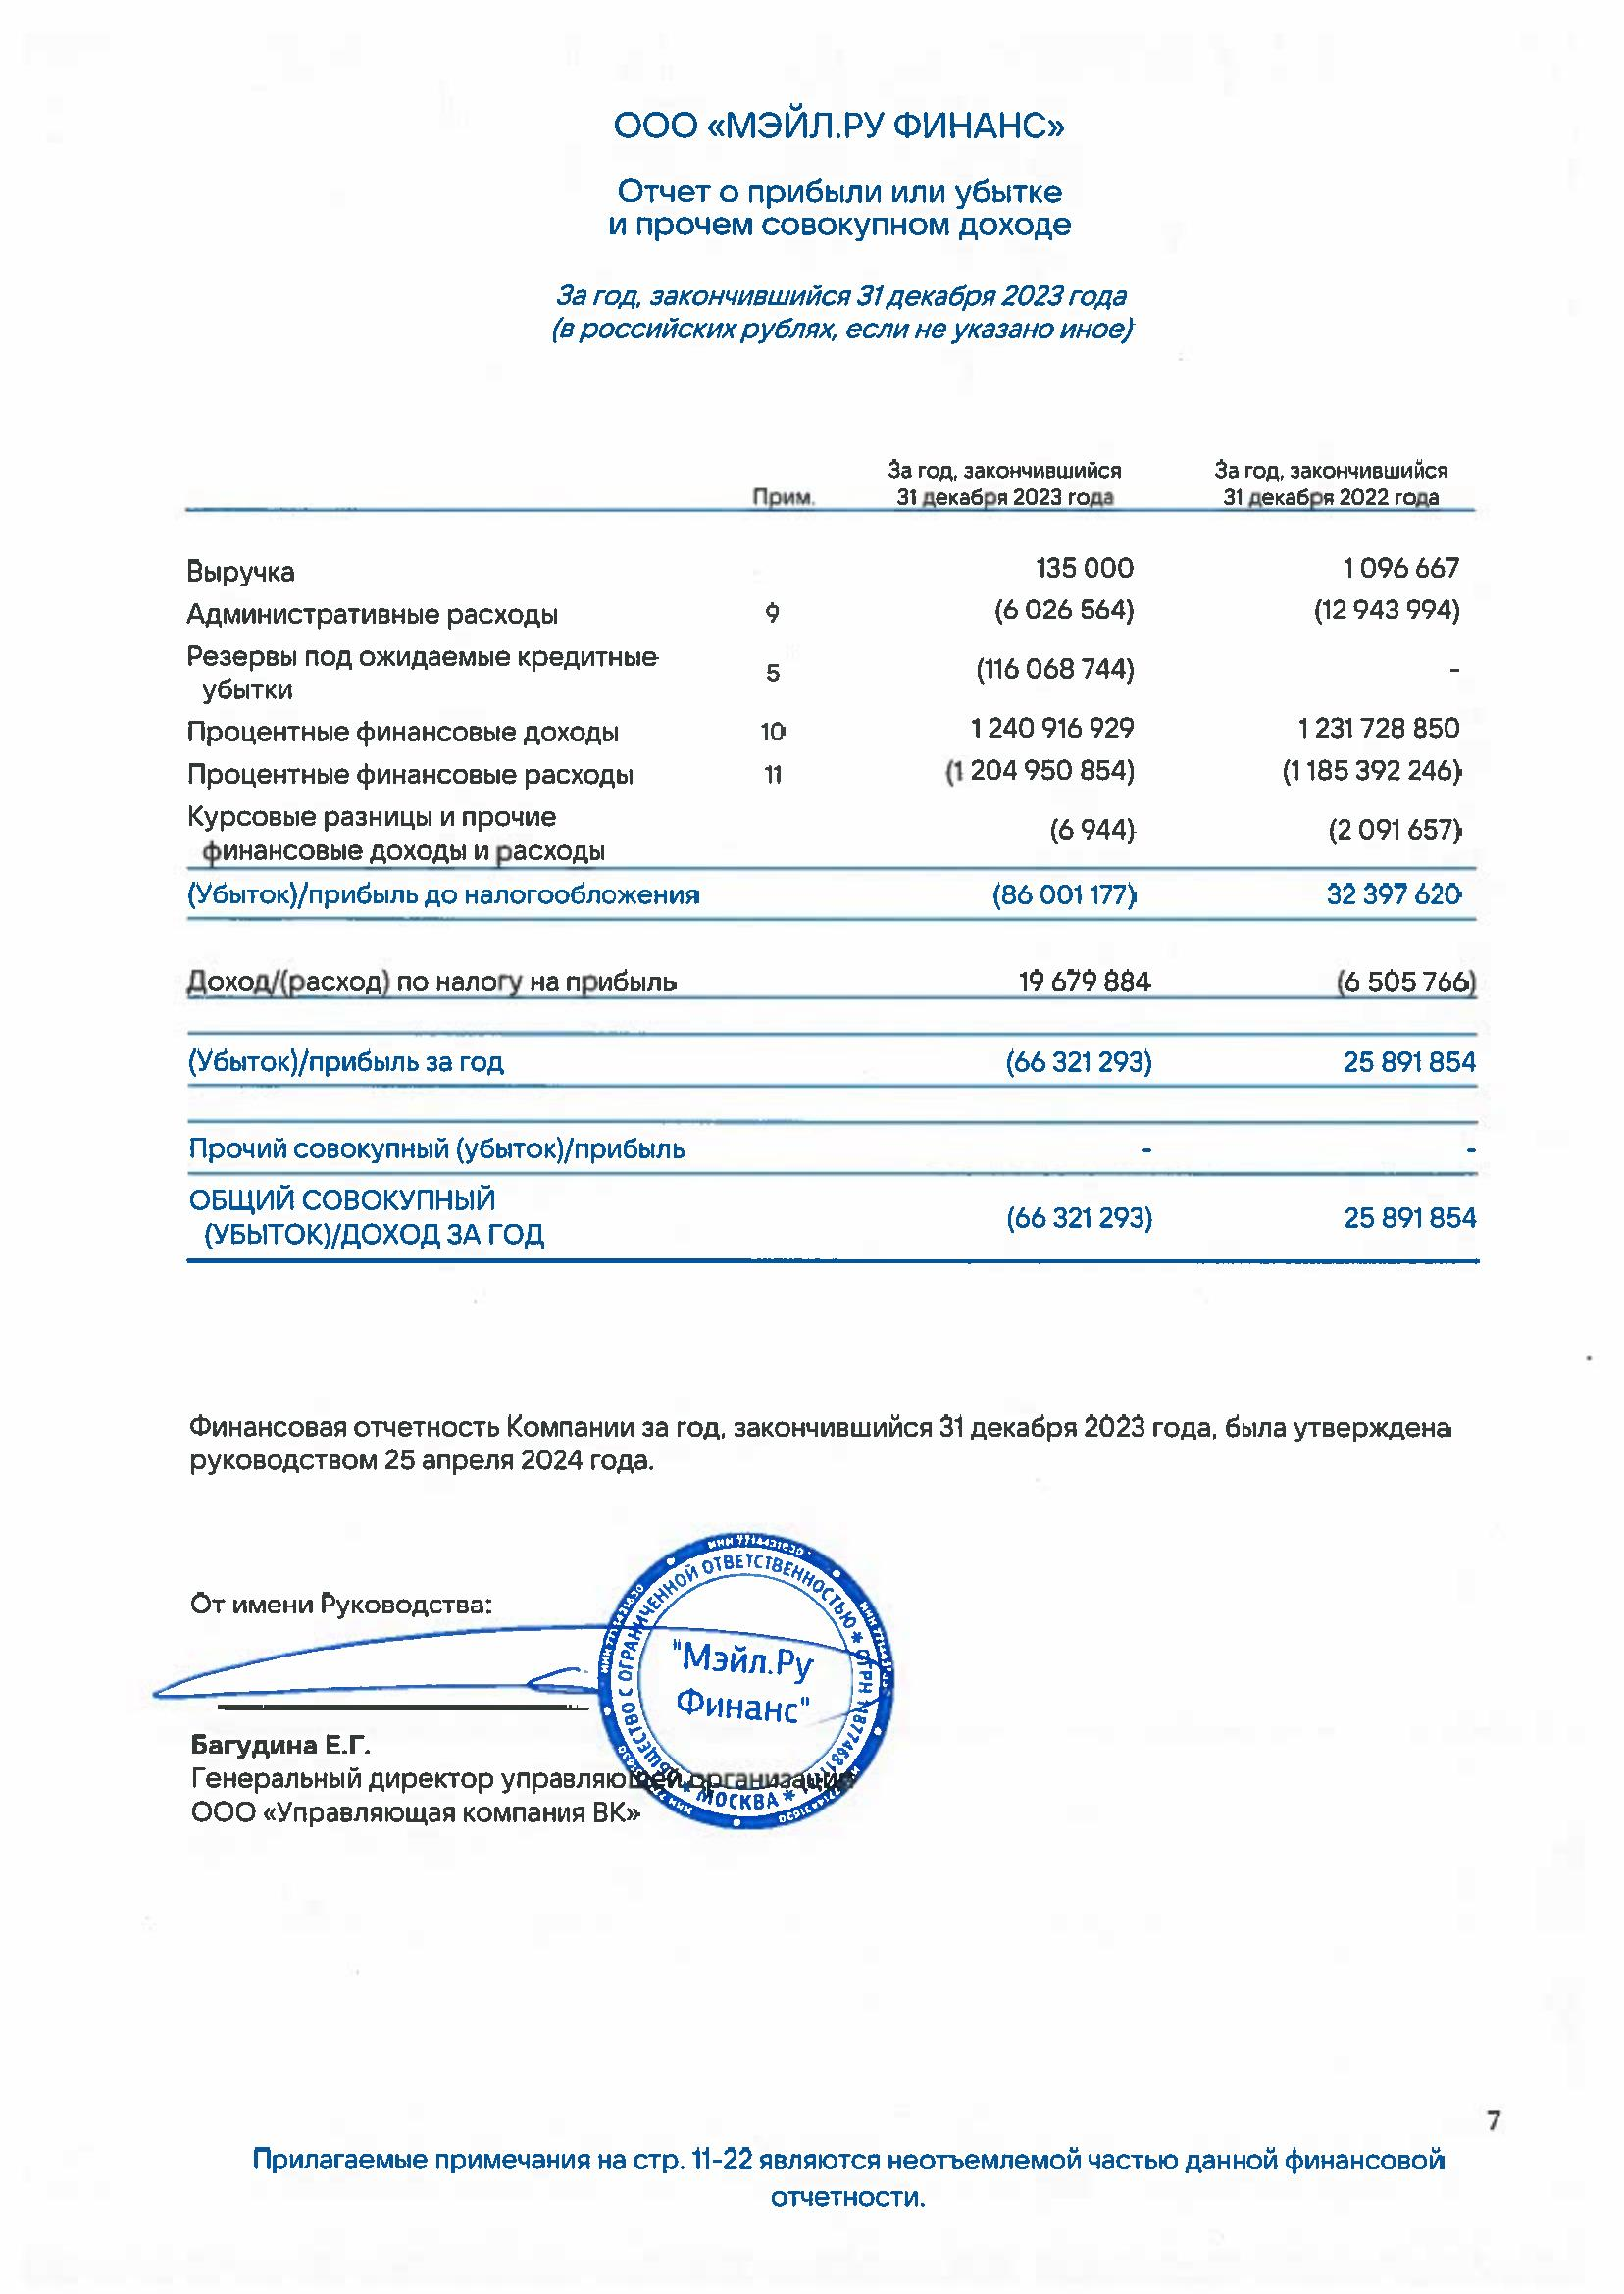 ООО «МЭЙЛ.РУ ФИНАНС»
Отчет о прибыли или убытке
и прочем совокупном доходе
За год, закончившийся 31 декабря 2023 года
(в российских рублях, если не указано иное)
Прим. За год, закончившийся 31 декабря 2023 года За год, закончившийся 31 декабря 2022 года
Выручка 135 000 1 096 667
Административные расходы 9 (6 026 564) (12 943 994)
Резервы под ожидаемые кредитные
убытки 5 (116 068 744) -
Процентные финансовые доходы 10 1 240 916 929 1 231 728 850
Процентные финансовые расходы 11 (1 204 950 854) (1 185 392 246)
Курсовые разницы и прочие
финансовые доходы и расходы (6 944) (2 091 657)
(Убыток)/прибыль до налогообложения (86 001 177) 32 397 620
Доход/(расход) по налогу на прибыль 19 679 884 (6 505 766)
(Убыток)/прибыль за год (66 321 293) 25 891 854
Прочий совокупный (убыток)/прибыль - -
ОБЩИЙ СОВОКУПНЫЙ
(УБЫТОК)/ДОХОД ЗА ГОД (66 321 293) 25 891 854
Финансовая отчетность Компании за год, закончившийся 31 декабря 2023 года, была утверждена
руководством 25 апреля 2024 года.
От имени Руководства:
ОБЩЕСТВО С ОГРАНИЧЕННОЙ ОТВЕТСТВЕННОСТЬЮ * ОГРН
* МОСКВА *
"Мэйл.Ру
Финанс"
Багудина Е.Г.
Генеральный директор управляющей организации
ООО «Управляющая компания ВК»
7
Прилагаемые примечания на стр. 11-22 являются неотъемлемой частью данной финансовой
отчетности.